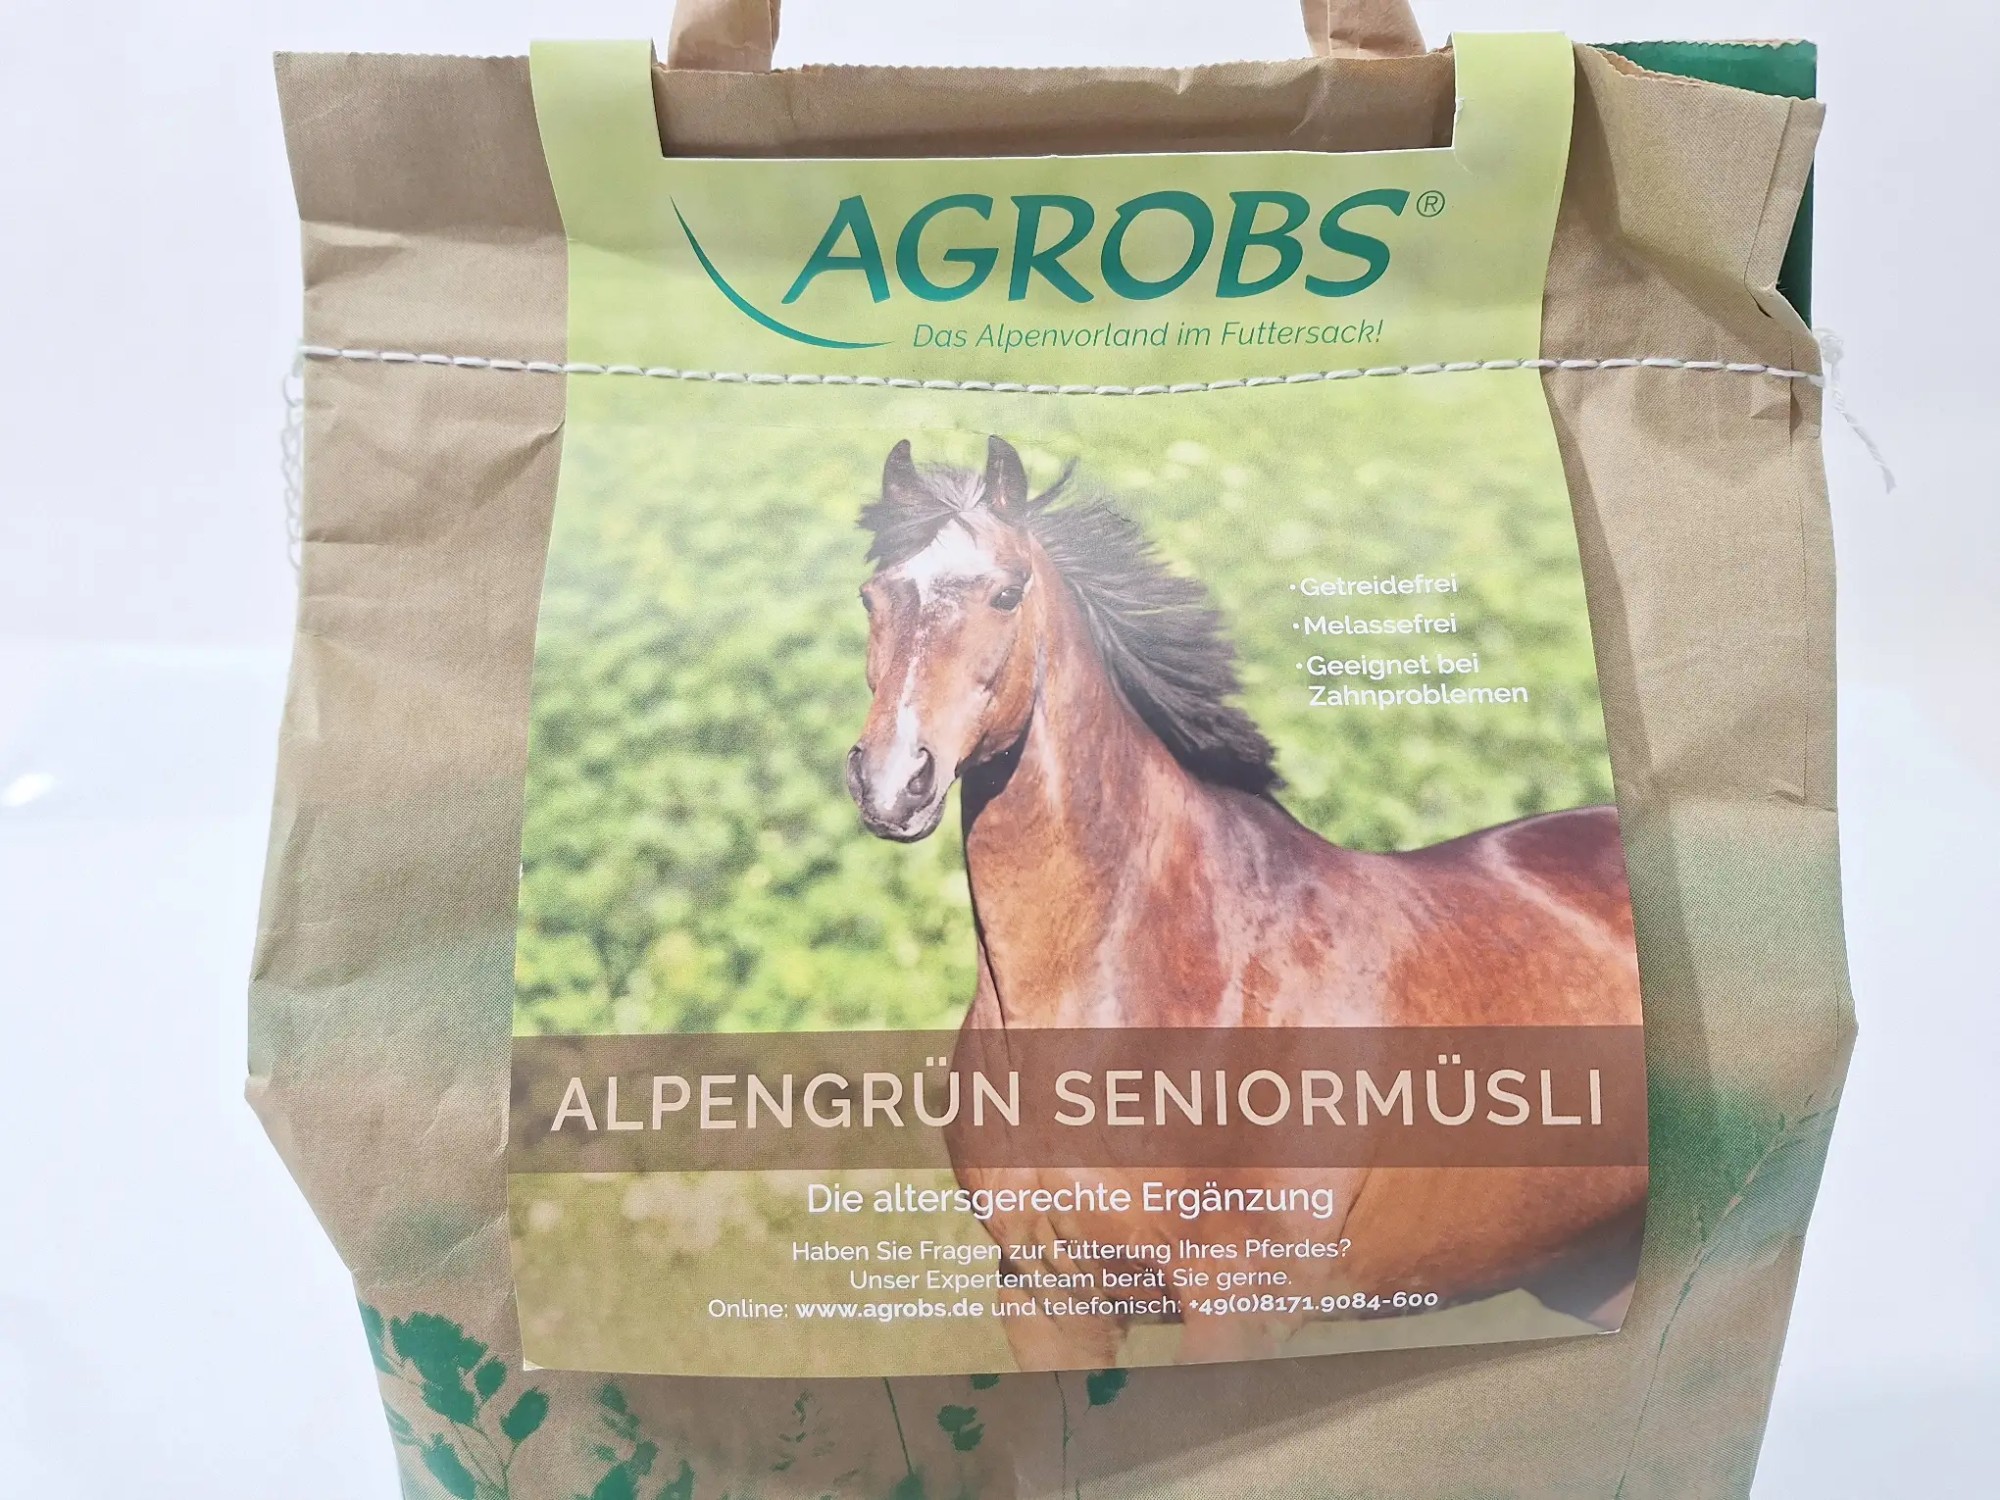 AGROBS®
Das Alpenvorland im Futtersack!
• Getreidefrei
• Melassefrei
• Geeignet bei
Zahnproblemen
ALPENGRÜN SENIORMÜSLI
Die altersgerechte Ergänzung
Haben Sie Fragen zur Fütterung Ihres Pferdes?
Unser Expertenteam berät Sie gerne.
Online: www.agrobs.de und telefonisch: +49(0)8171.9084-600